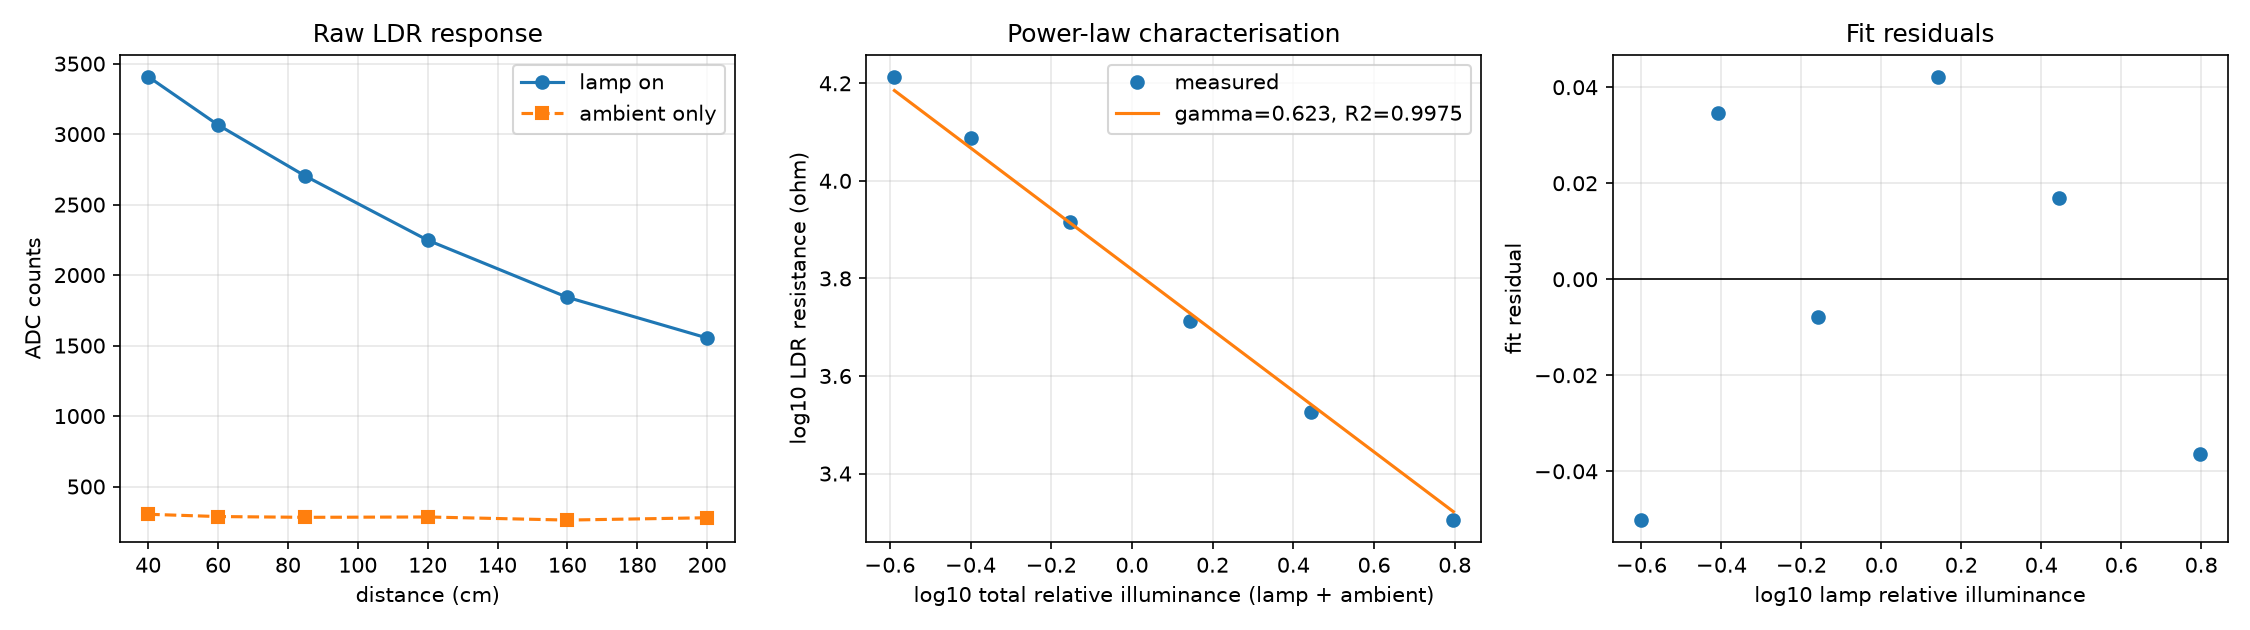 Raw LDR response
3500
3000
2500
2000
1500
1000
500
ADC counts
lamp on
ambient only
40 60 80 100 120 140 160 180 200
distance (cm)
Power-law characterisation
4.2
4.0
3.8
3.6
3.4
log10 LDR resistance (ohm)
measured
gamma=0.623, R2=0.9975
−0.6 −0.4 −0.2 0.0 0.2 0.4 0.6 0.8
log10 total relative illuminance (lamp + ambient)
Fit residuals
0.04
0.02
0.00
−0.02
−0.04
fit residual
−0.6 −0.4 −0.2 0.0 0.2 0.4 0.6 0.8
log10 lamp relative illuminance